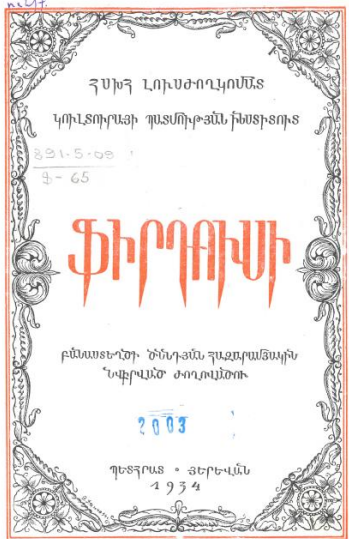 ՀՍԽՀ ԼՈՒՍԺՈՂԿՈՄԱՏ
ԿՈՒԼՏՈՒՐԱՅԻ ՊԱՏՄՈՒԹՅԱՆ ԻՆՍՏԻՏՈՒՏ
891.5-09
Ֆ-65
ՖԻՐԴՈՒՍԻ
ԲԱՆԱՍՏԵՂԾԻ ԾՆՆԴՅԱՆ ՀԱԶԱՐԱՄՅԱԿԻՆ
ՆՎԻՐՎԱԾ ԺՈՂՈՎԱԾՈՒ
2003
ՊԵՏՀՐԱՏ • ՅԵՐԵՎԱՆ
1934